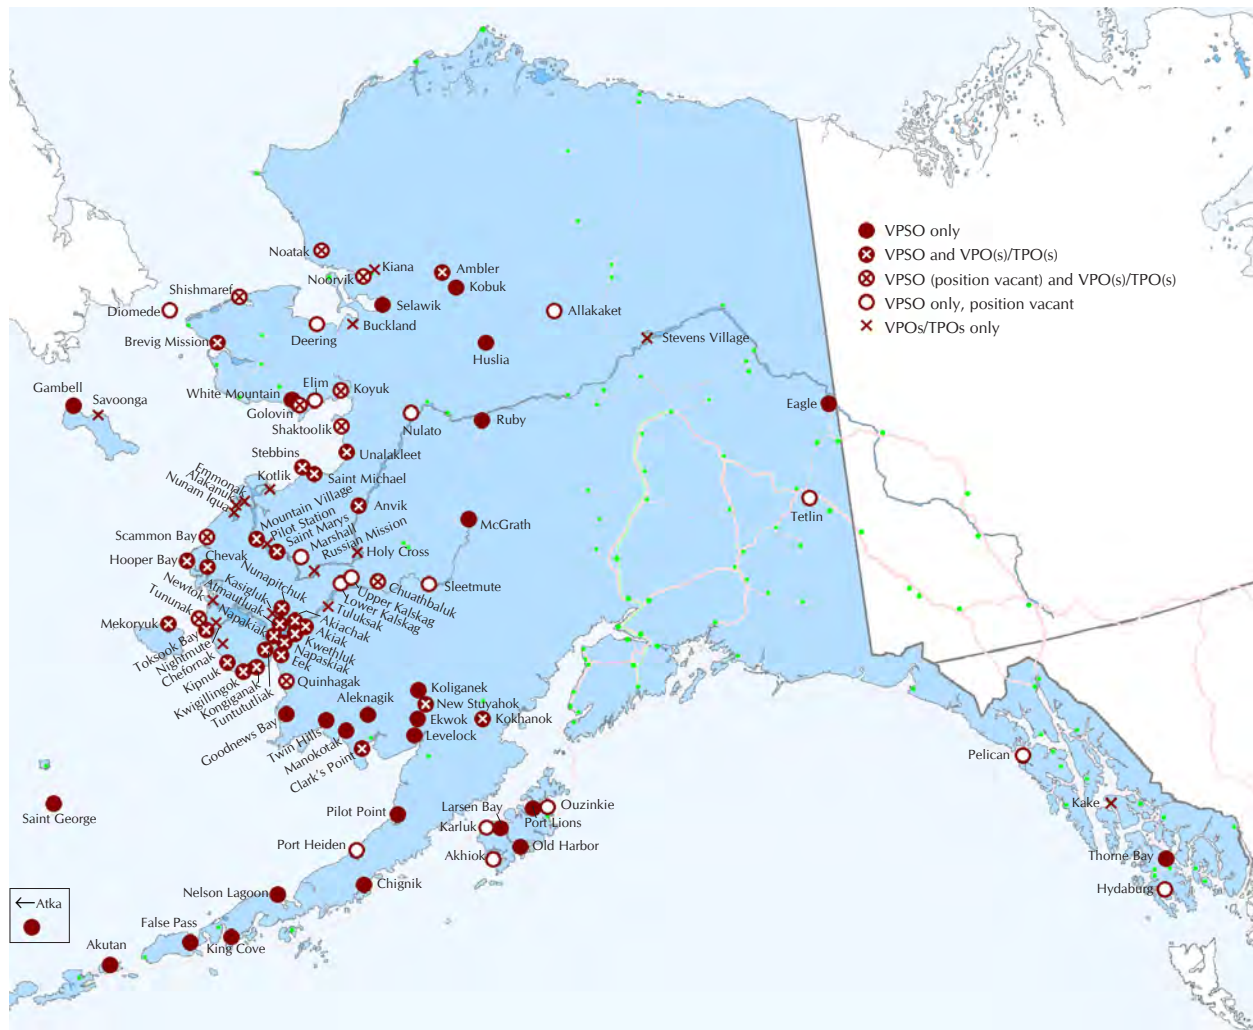 VPSO only
VPSO and VPO(s)/TPO(s)
VPSO (position vacant) and VPO(s)/TPO(s)
VPSO only, position vacant
VPOs/TPOs only
Noatak
Kiana
Noorvik
Ambler
Kobuk
Shishmaref
Selawik
Diomede
Allakaket
Deering
Buckland
Brevig Mission
Stevens Village
Huslia
Gambell
Savoonga
White Mountain
Elim
Koyuk
Golovin
Eagle
Shaktoolik
Nulato
Ruby
Stebbins
Unalakleet
Kotlik
Saint Michael
Emmonak
Alakanuk
Nunam Iqua
Mountain Village
Pilot Station
Saint Marys
Marshall
Russian Mission
Anvik
Tetlin
McGrath
Scammon Bay
Holy Cross
Hooper Bay
Chevak
Nunapitchuk
Kasigluk
Atmautluak
Newtok
Tununak
Napakiak
Chuathbaluk
Sleetmute
Upper Kalskag
Lower Kalskag
Tuluksak
Akiachak
Akiak
Kwethluk
Napaskiak
Eek
Mekoryuk
Toksook Bay
Nightmute
Chefornak
Kipnuk
Kwigillingok
Kongiganak
Tuntutuliak
Quinhagak
Goodnews Bay
Aleknagik
Koliganek
New Stuyahok
Ekwok
Kokhanok
Levelock
Twin Hills
Manokotak
Clark's Point
Pelican
Saint George
Pilot Point
Larsen Bay
Ouzinkie
Port Lions
Karluk
Kake
Port Heiden
Akhiok
Old Harbor
Thorne Bay
Nelson Lagoon
Chignik
Hydaburg
←Atka
False Pass
King Cove
Akutan